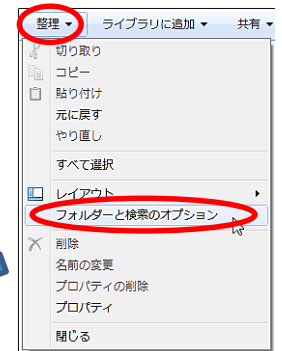 整理 ▼ ライブラリに追加 ▼ 共有 ▼
切り取り
コピー
貼り付け
元に戻す
やり直し
すべて選択
レイアウト
フォルダーと検索のオプション
削除
名前の変更
プロパティの削除
プロパティ
閉じる